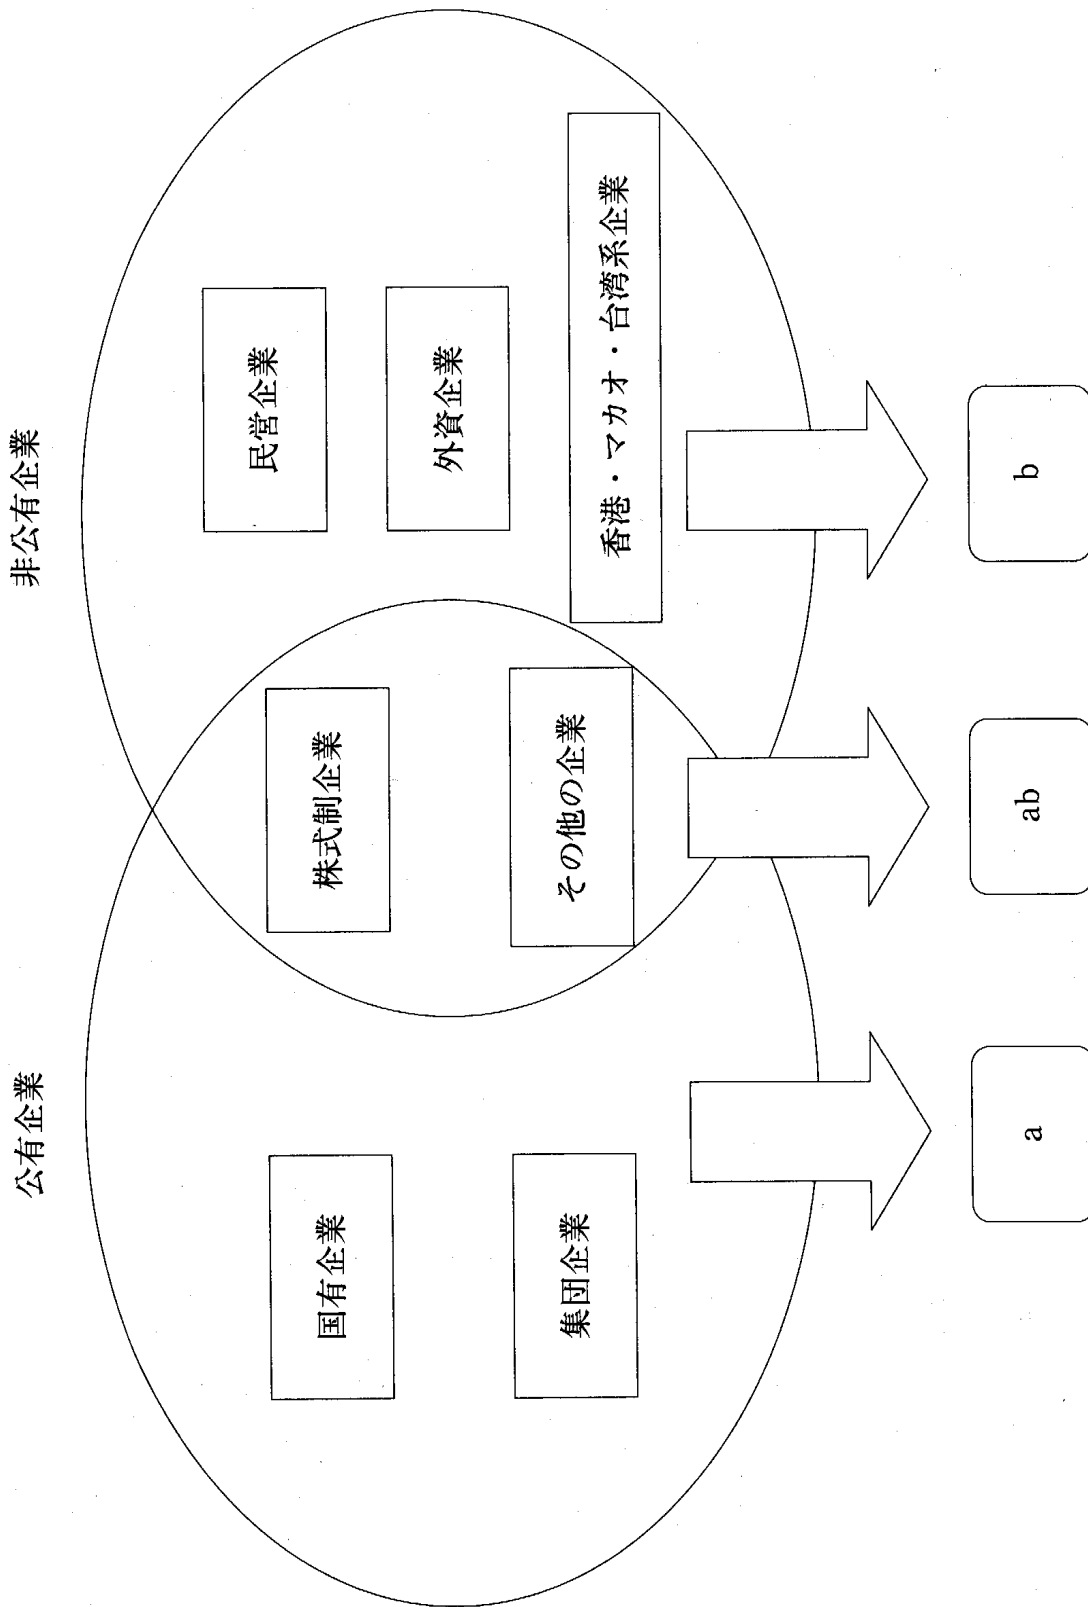 公有企業
非公有企業
国有企業
集団企業
株式制企業
その他の企業
民営企業
外資企業
香港・マカオ・台湾系企業
a
ab
b